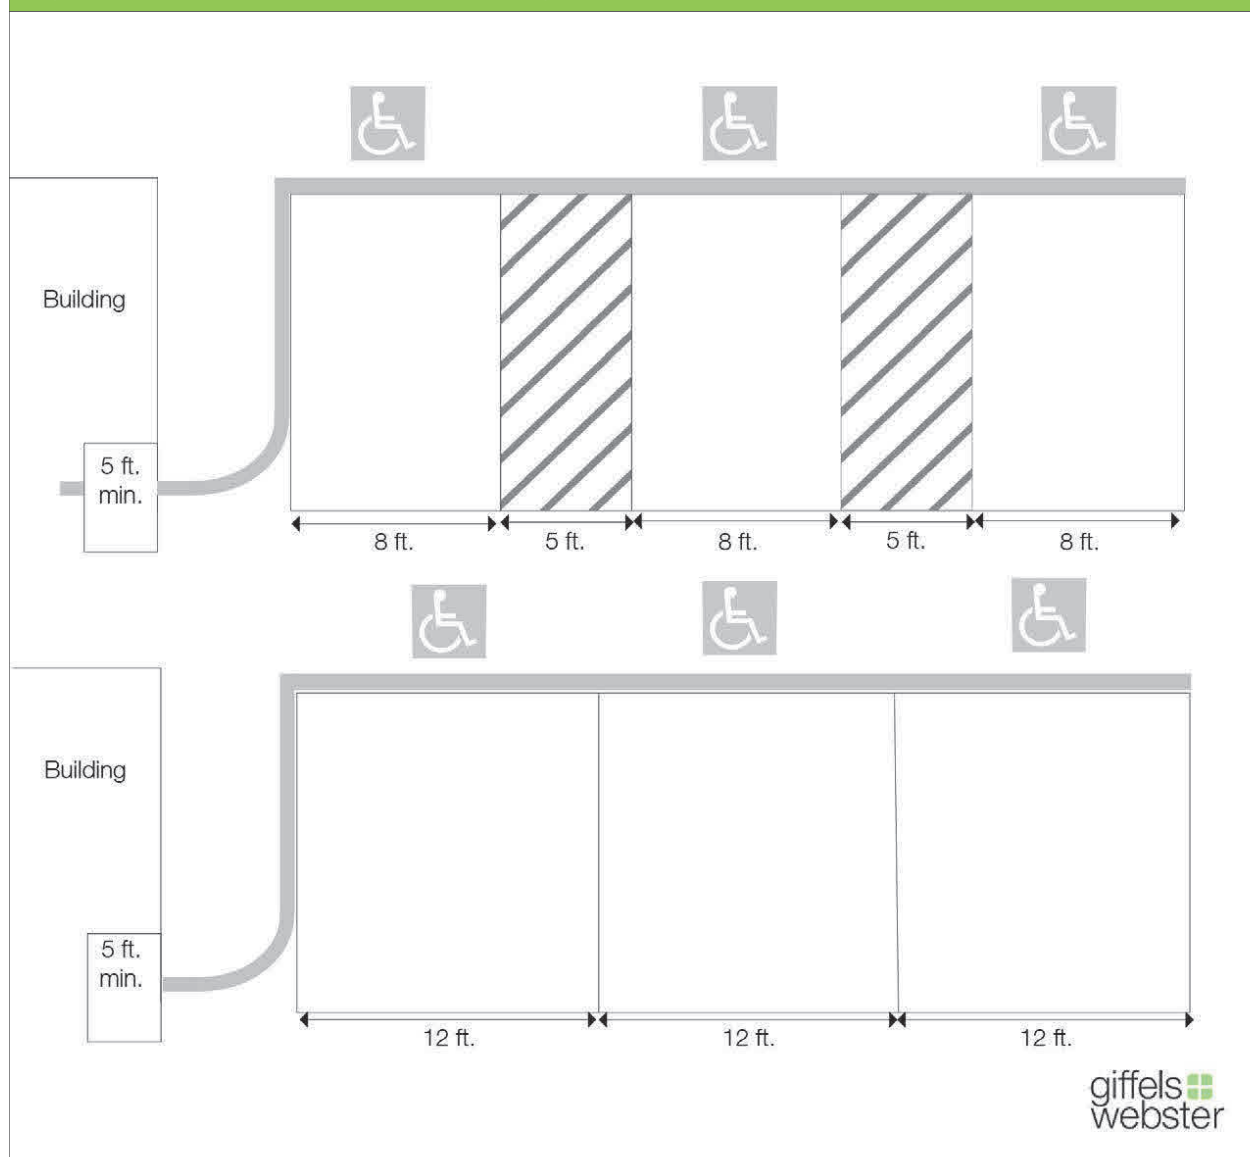 Building
5 ft.
min.
8 ft.
5 ft.
8 ft.
5 ft.
8 ft.
Building
5 ft.
min.
12 ft.
12 ft.
12 ft.
giffels
webster